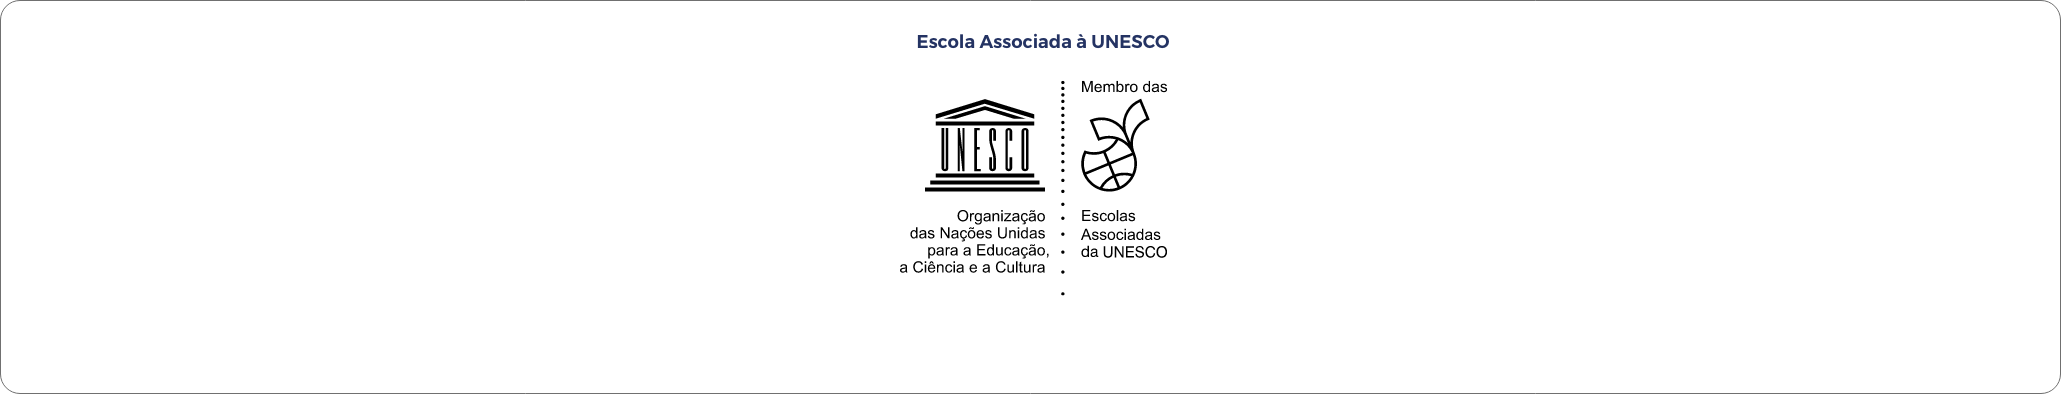 Escola Associada à UNESCO
UNESCO
Organização
das Nações Unidas
para a Educação,
a Ciência e a Cultura
Membro das
Escolas
Associadas
da UNESCO